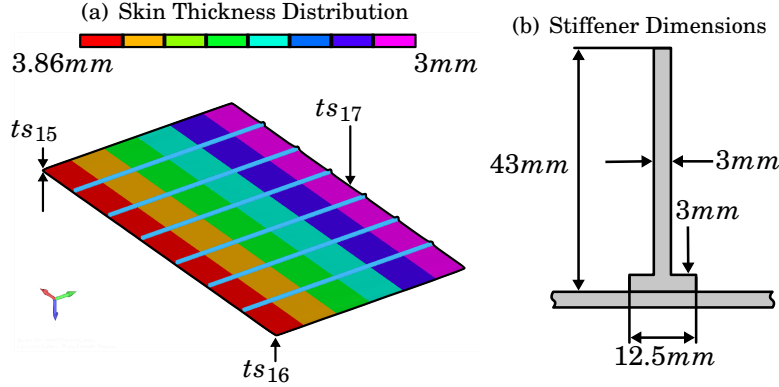 (a) Skin Thickness Distribution
3.86mm
3mm
ts15
ts17
ts16
(b) Stiffener Dimensions
43mm
3mm
3mm
12.5mm